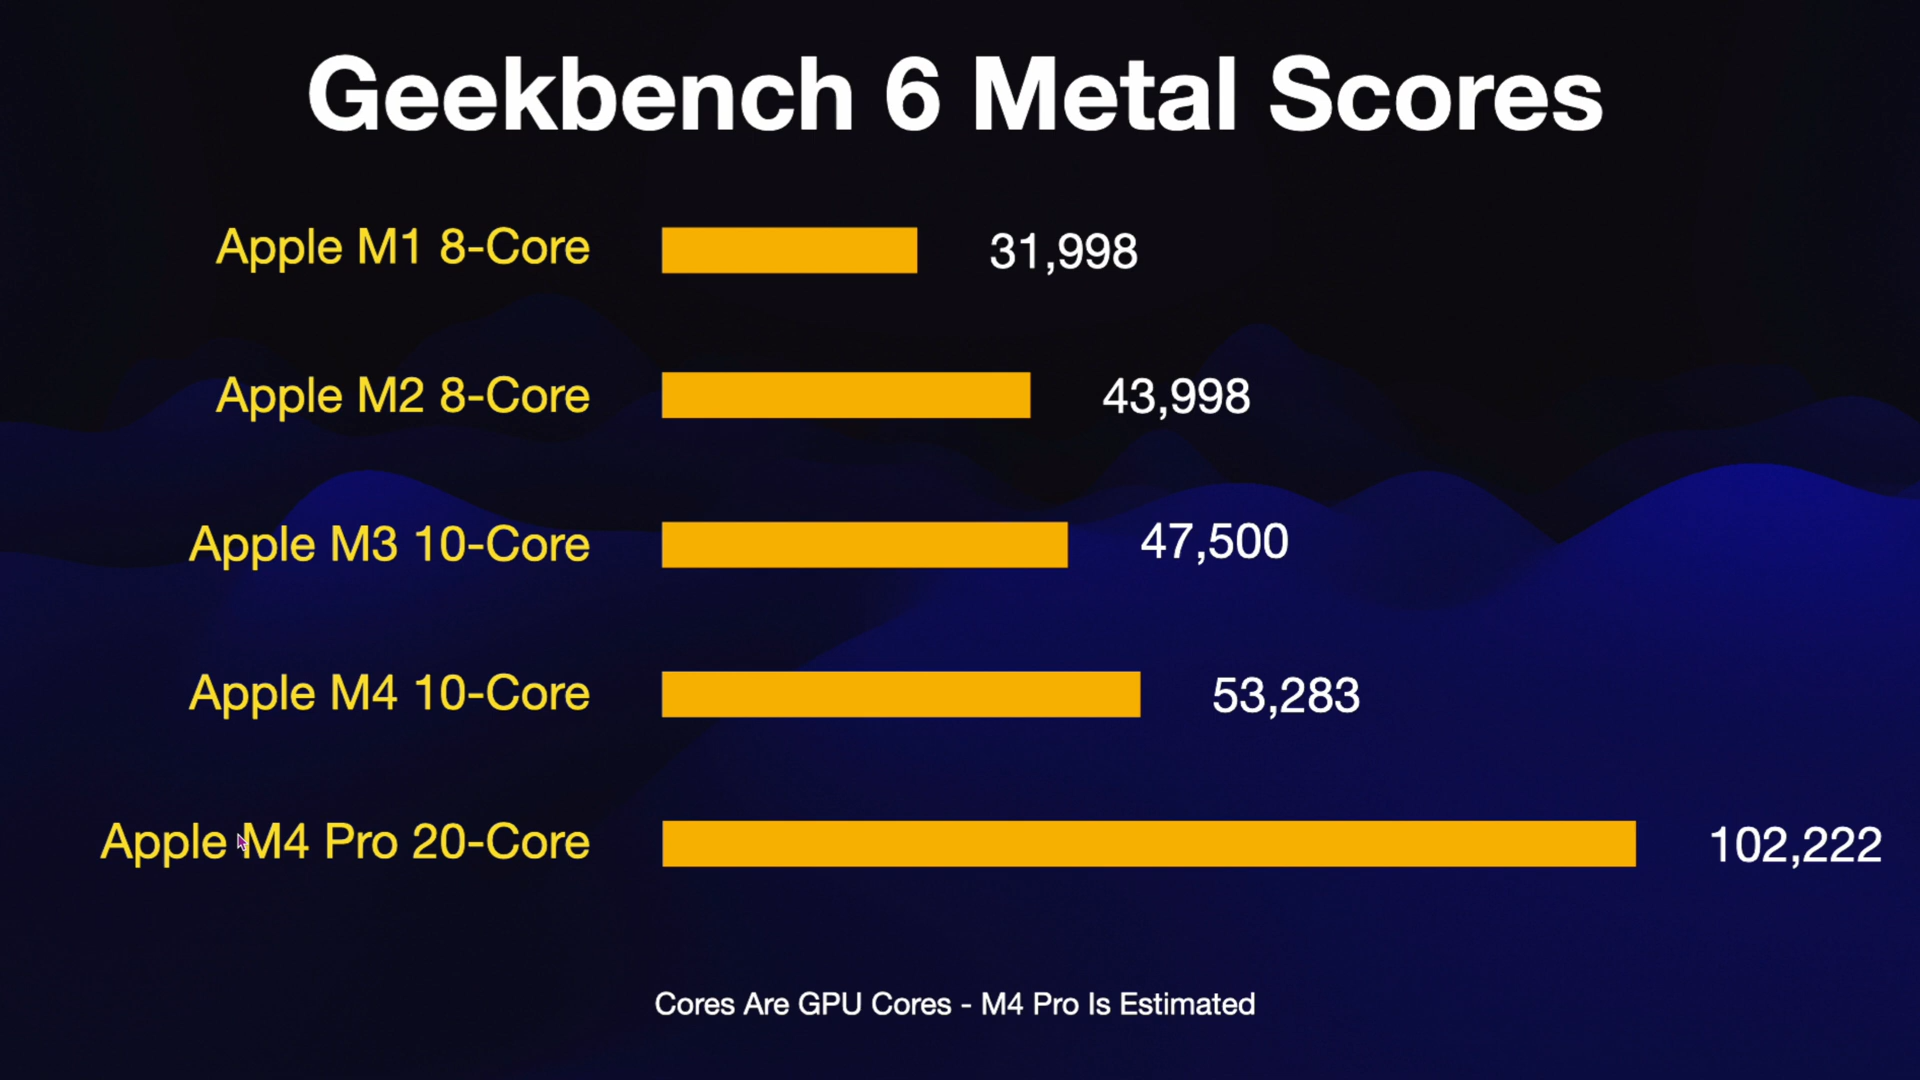 Geekbench 6 Metal Scores
Apple M1 8-Core 31,998
Apple M2 8-Core 43,998
Apple M3 10-Core 47,500
Apple M4 10-Core 53,283
Apple M4 Pro 20-Core 102,222
Cores Are GPU Cores - M4 Pro Is Estimated